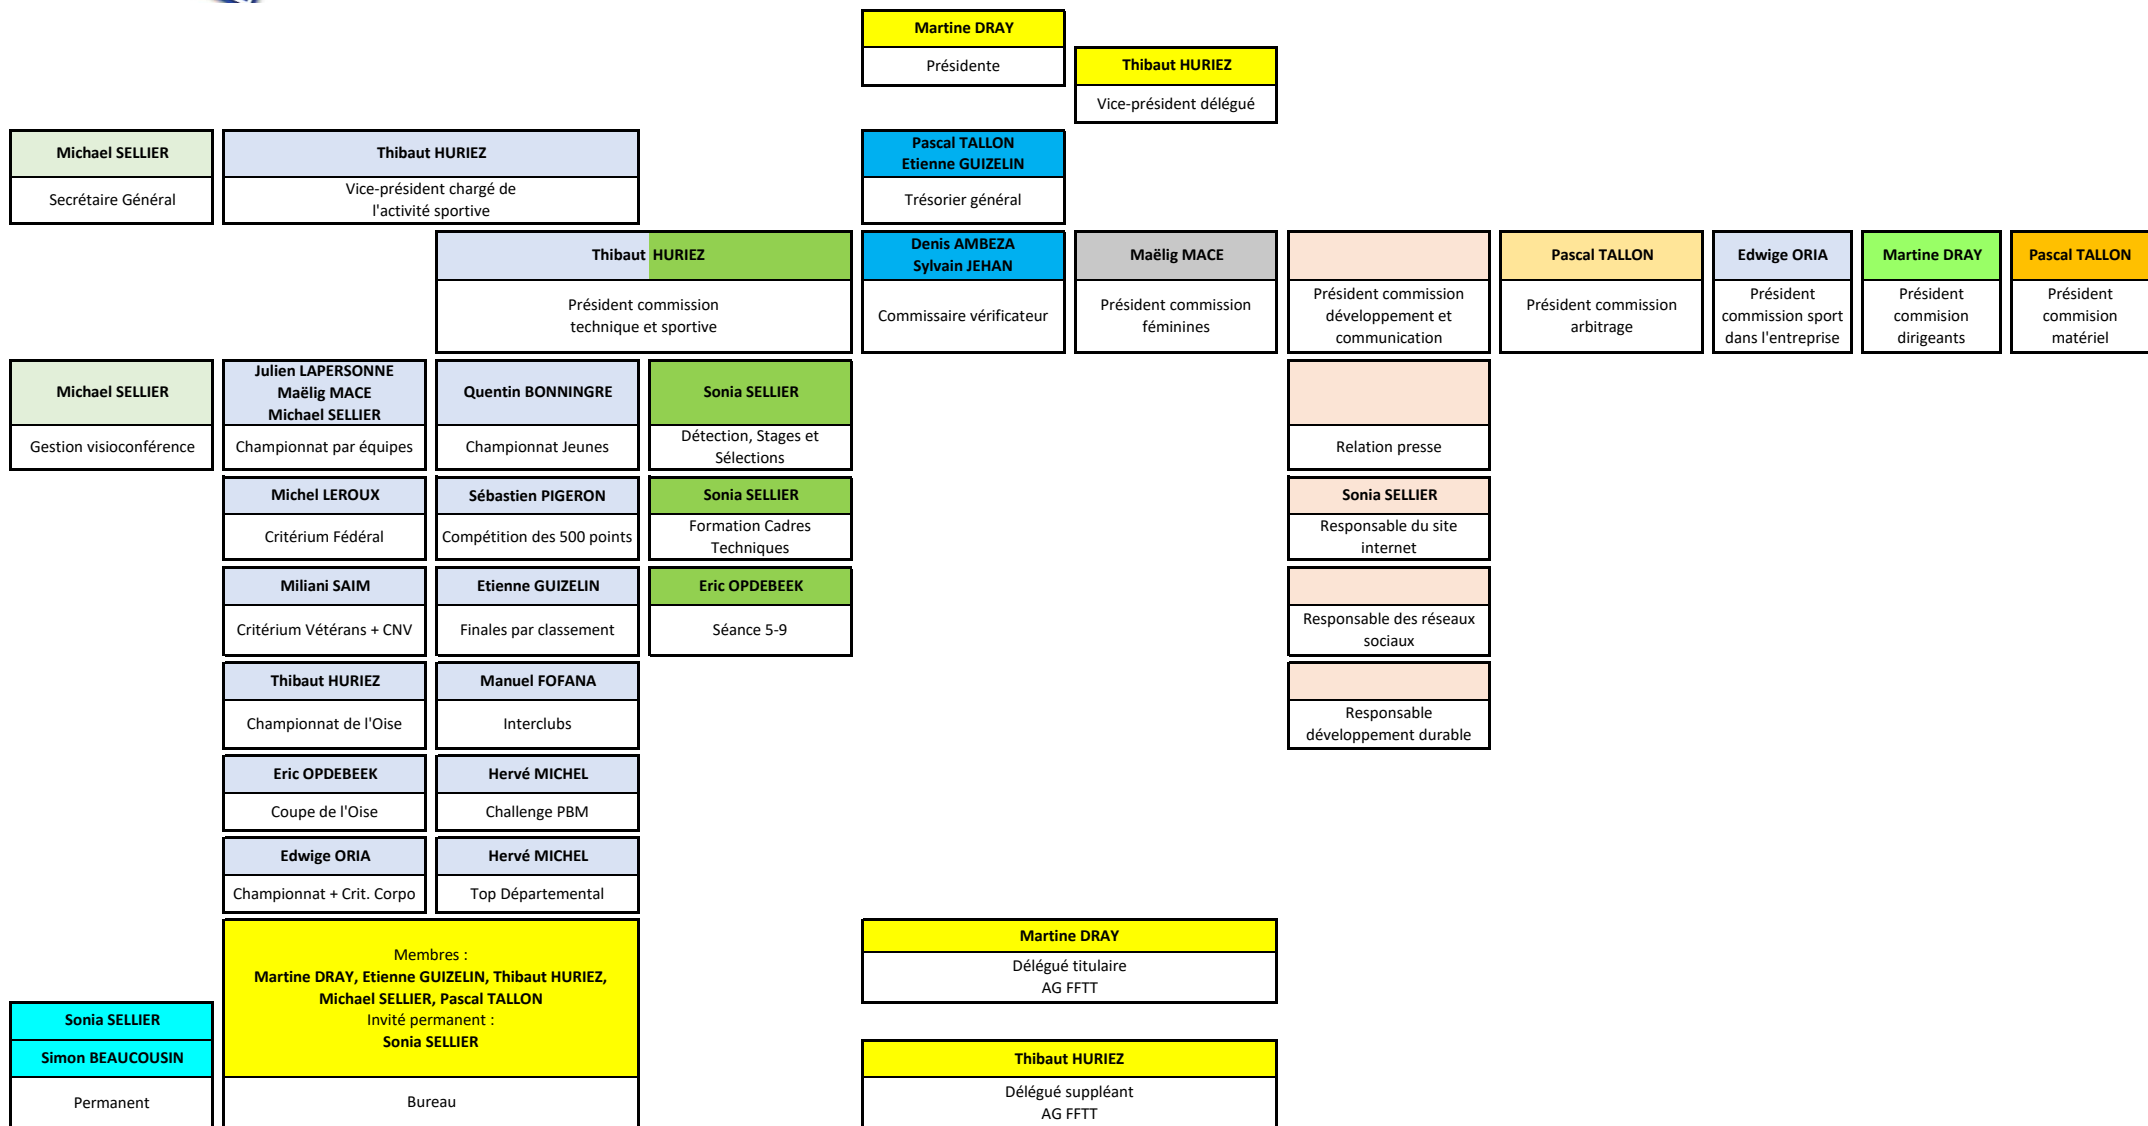 Martine DRAY
Présidente
Thibaut HURIEZ
Vice-président délégué
Michael SELLIER
Secrétaire Général
Thibaut HURIEZ
Vice-président chargé de
l'activité sportive
Pascal TALLON
Etienne GUIZELIN
Trésorier général
Thibaut HURIEZ
Président commission
technique et sportive
Denis AMBEZA
Sylvain JEHAN
Commissaire vérificateur
Maëlig MACE
Président commission
féminines
Président commission
développement et
communication
Pascal TALLON
Président commission
arbitrage
Edwige ORIA
Président
commission sport
dans l'entreprise
Martine DRAY
Président
commision
dirigeants
Pascal TALLON
Président
commision
matériel
Michael SELLIER
Gestion visioconférence
Julien LAPERSONNE
Maëlig MACE
Michael SELLIER
Championnat par équipes
Quentin BONNINGRE
Championnat Jeunes
Sonia SELLIER
Détection, Stages et
Sélections
Relation presse
Michel LEROUX
Critérium Fédéral
Sébastien PIGERON
Compétition des 500 points
Sonia SELLIER
Formation Cadres
Techniques
Sonia SELLIER
Responsable du site
internet
Miliani SAIM
Critérium Vétérans + CNV
Etienne GUIZELIN
Finales par classement
Eric OPDEBEEK
Séance 5-9
Responsable des réseaux
sociaux
Thibaut HURIEZ
Championnat de l'Oise
Manuel FOFANA
Interclubs
Responsable
développement durable
Eric OPDEBEEK
Coupe de l'Oise
Hervé MICHEL
Challenge PBM
Edwige ORIA
Championnat + Crit. Corpo
Hervé MICHEL
Top Départemental
Membres :
Martine DRAY, Etienne GUIZELIN, Thibaut HURIEZ,
Michael SELLIER, Pascal TALLON
Invité permanent :
Sonia SELLIER
Bureau
Martine DRAY
Délégué titulaire
AG FFTT
Sonia SELLIER
Simon BEAUCOUSIN
Permanent
Thibaut HURIEZ
Délégué suppléant
AG FFTT